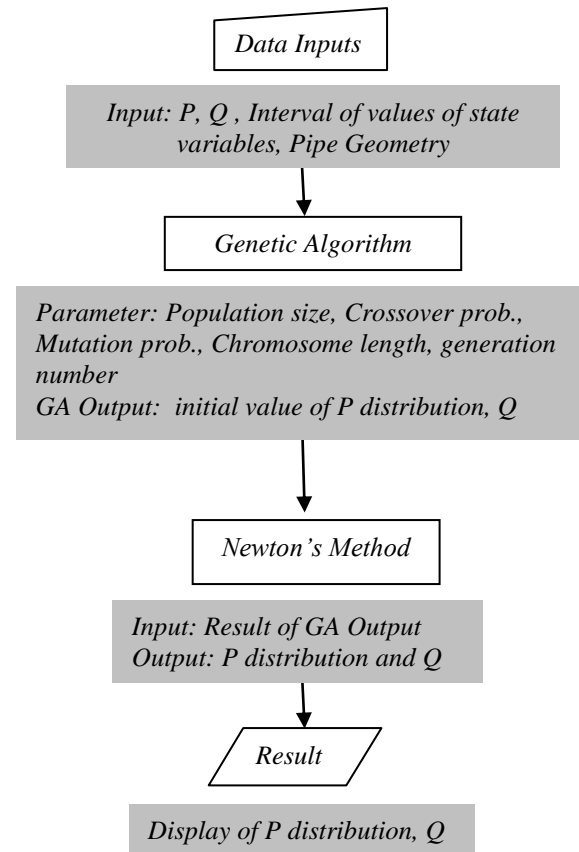 Data Inputs
Input: P, Q , Interval of values of state
variables, Pipe Geometry
Genetic Algorithm
Parameter: Population size, Crossover prob.,
Mutation prob., Chromosome length, generation
number
GA Output: initial value of P distribution, Q
Newton’s Method
Input: Result of GA Output
Output: P distribution and Q
Result
Display of P distribution, Q